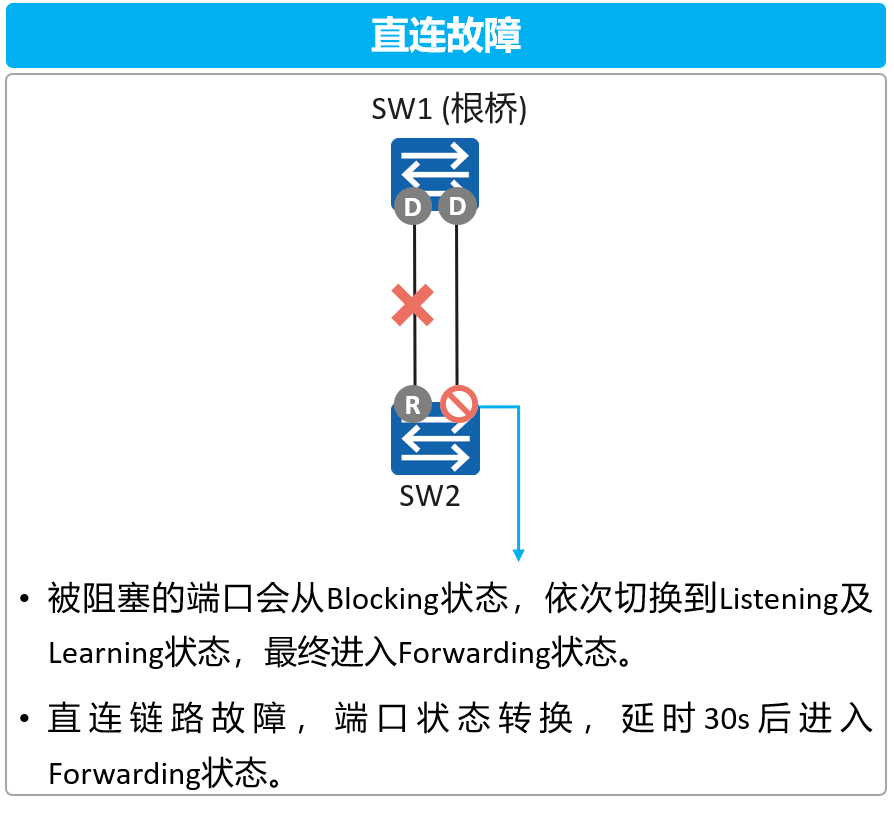 直连故障
SW1 (根桥)
D D
R
SW2
• 被阻塞的端口会从Blocking状态，依次切换到Listening及
Learning状态，最终进入Forwarding状态。
• 直连链路故障，端口状态转换，延时30s后进入
Forwarding状态。